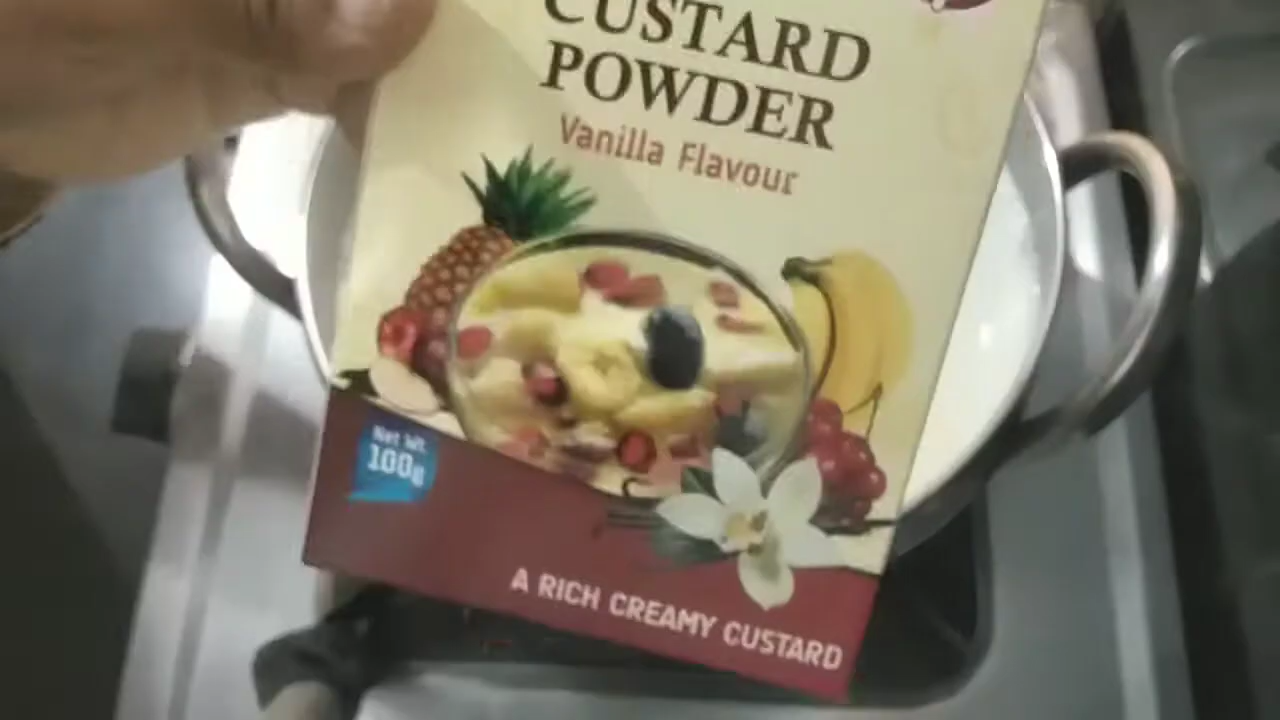 CUSTARD
POWDER
Vanilla Flavour
Net Wt.
100g
A RICH CREAMY CUSTARD